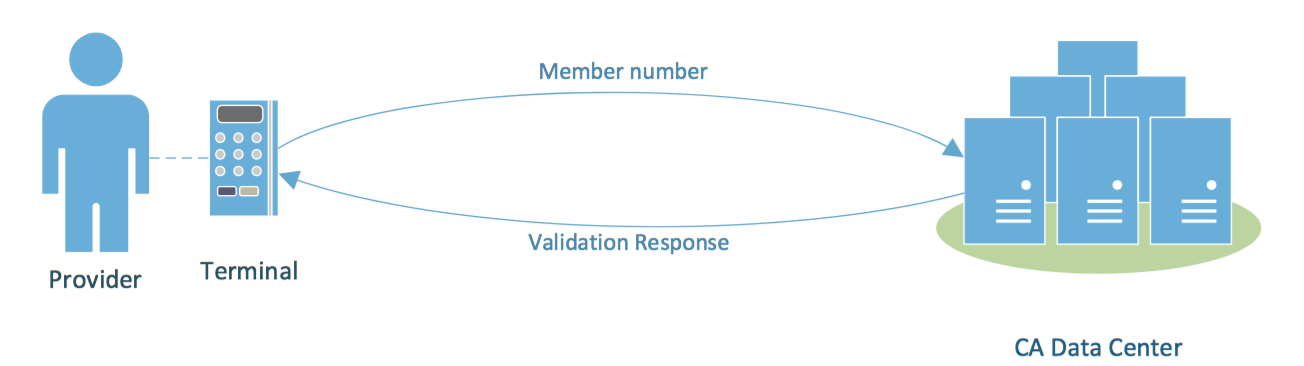 Member number
Validation Response
Provider
Terminal
CA Data Center